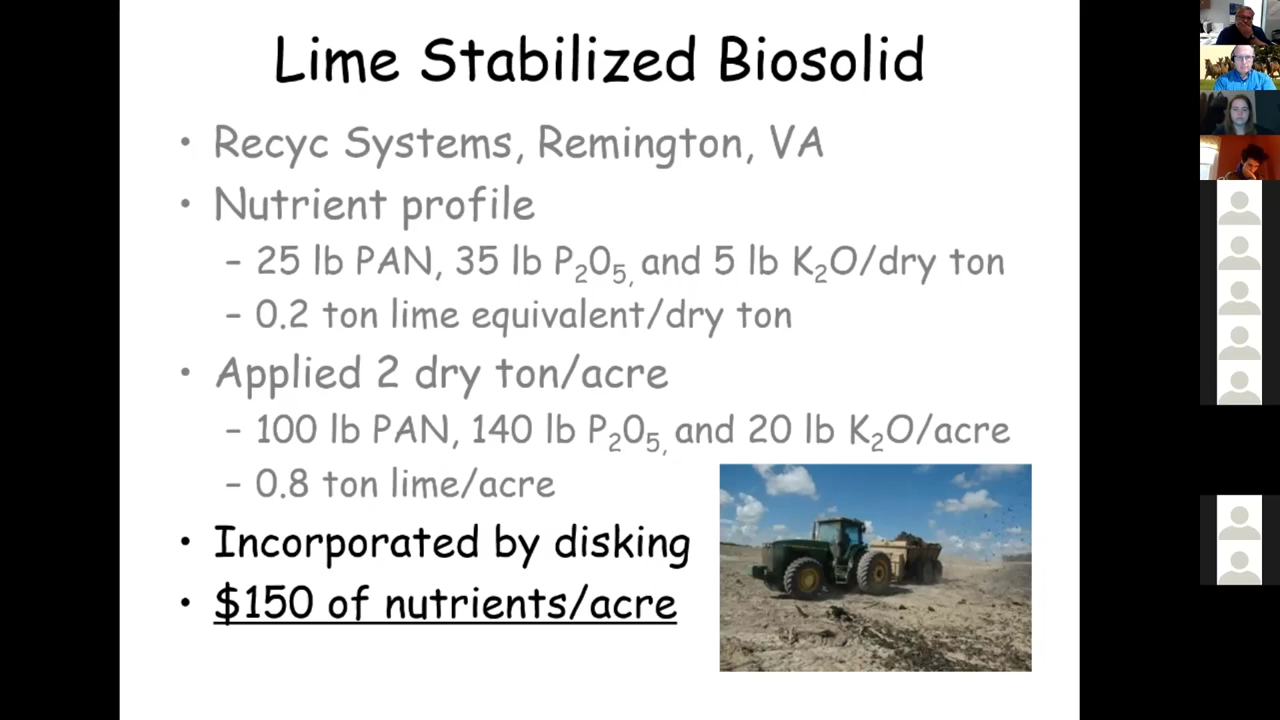 Lime Stabilized Biosolid
• Recyc Systems, Remington, VA
• Nutrient profile
– 25 lb PAN, 35 lb P₂O₅, and 5 lb K₂O/dry ton
– 0.2 ton lime equivalent/dry ton
• Applied 2 dry ton/acre
– 100 lb PAN, 140 lb P₂O₅, and 20 lb K₂O/acre
– 0.8 ton lime/acre
• Incorporated by disking
• $150 of nutrients/acre